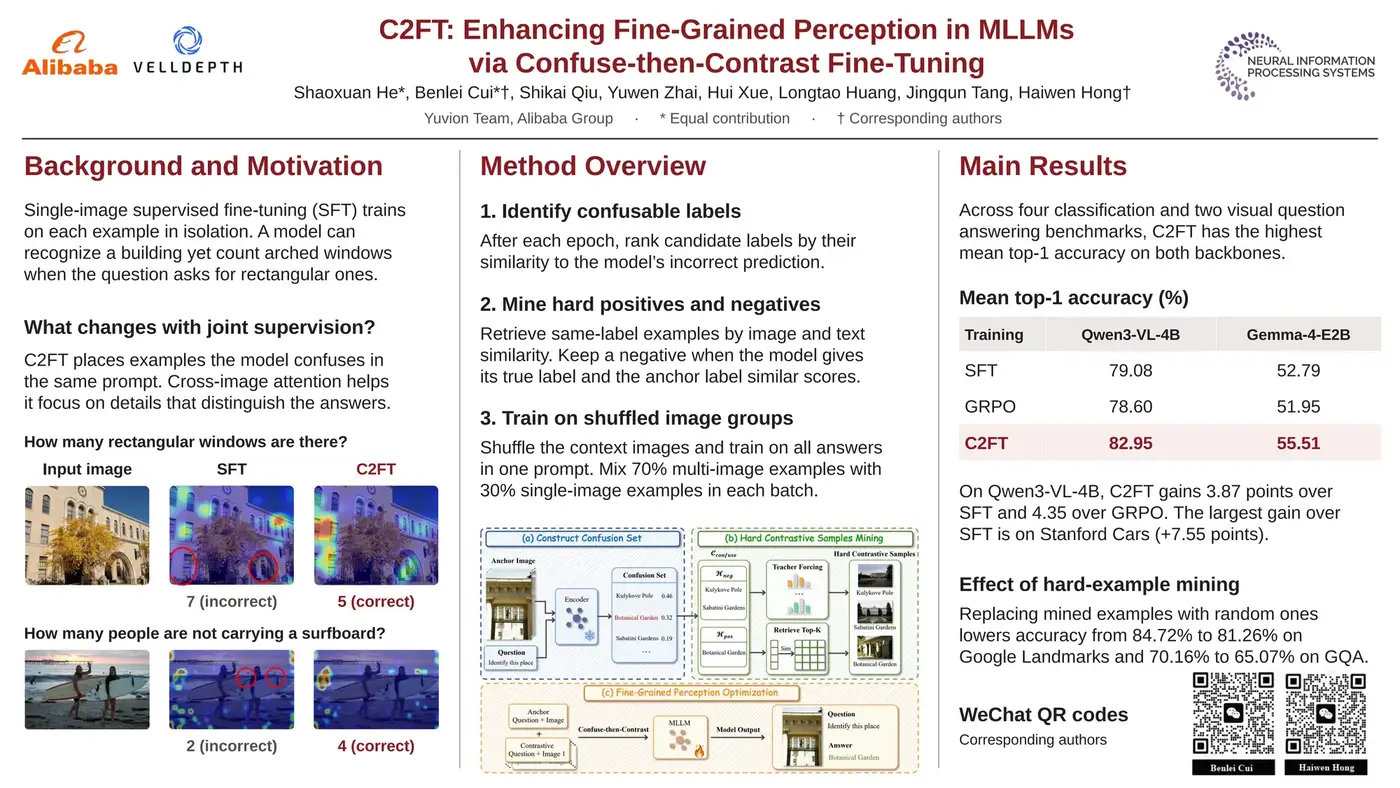 Alibaba
VELLDEPTH
C2FT: Enhancing Fine-Grained Perception in MLLMs
via Confuse-then-Contrast Fine-Tuning
Shaoxuan He*, Benlei Cui*†, Shikai Qiu, Yuwen Zhai, Hui Xue, Longtao Huang, Jingqun Tang, Haiwen Hong†
Yuvion Team, Alibaba Group · * Equal contribution · † Corresponding authors
NEURAL INFORMATION
PROCESSING SYSTEMS
Background and Motivation
Single-image supervised fine-tuning (SFT) trains
on each example in isolation. A model can
recognize a building yet count arched windows
when the question asks for rectangular ones.
What changes with joint supervision?
C2FT places examples the model confuses in
the same prompt. Cross-image attention helps
it focus on details that distinguish the answers.
How many rectangular windows are there?
Input image SFT C2FT
7 (incorrect) 5 (correct)
How many people are not carrying a surfboard?
2 (incorrect) 4 (correct)
Method Overview
1. Identify confusable labels
After each epoch, rank candidate labels by their
similarity to the model's incorrect prediction.
2. Mine hard positives and negatives
Retrieve same-label examples by image and text
similarity. Keep a negative when the model gives
its true label and the anchor label similar scores.
3. Train on shuffled image groups
Shuffle the context images and train on all answers
in one prompt. Mix 70% multi-image examples with
30% single-image examples in each batch.
(a) Construct Confusion Set
Anchor Image
Question
Identify this place
Encoder
Confusion Set
Kulykove Pole 0.46
Botanical Garden 0.32
Sabatini Gardens 0.19
...
(b) Hard Contrastive Samples Mining
C_confuse
H_neg
Kulykove Pole
Sabatini Gardens
H_pos
Botanical Garden
Teacher Forcing
...
Retrieve Top-K
Sim
Hard Contrastive Samples
Kulykove Pole
Sabatini Gardens
Botanical Garden
(c) Fine-Grained Perception Optimization
Anchor
Question + Image
+
Contrastive
Question + Image 1
Confuse-then-Contrast
MLLM
Model Output
Question
Identify this place
Answer
Botanical Garden
Main Results
Across four classification and two visual question
answering benchmarks, C2FT has the highest
mean top-1 accuracy on both backbones.
Mean top-1 accuracy (%)
Training Qwen3-VL-4B Gemma-4-E2B
SFT 79.08 52.79
GRPO 78.60 51.95
C2FT 82.95 55.51
On Qwen3-VL-4B, C2FT gains 3.87 points over
SFT and 4.35 over GRPO. The largest gain over
SFT is on Stanford Cars (+7.55 points).
Effect of hard-example mining
Replacing mined examples with random ones
lowers accuracy from 84.72% to 81.26% on
Google Landmarks and 70.16% to 65.07% on GQA.
WeChat QR codes
Corresponding authors
Benlei Cui
Haiwen Hong